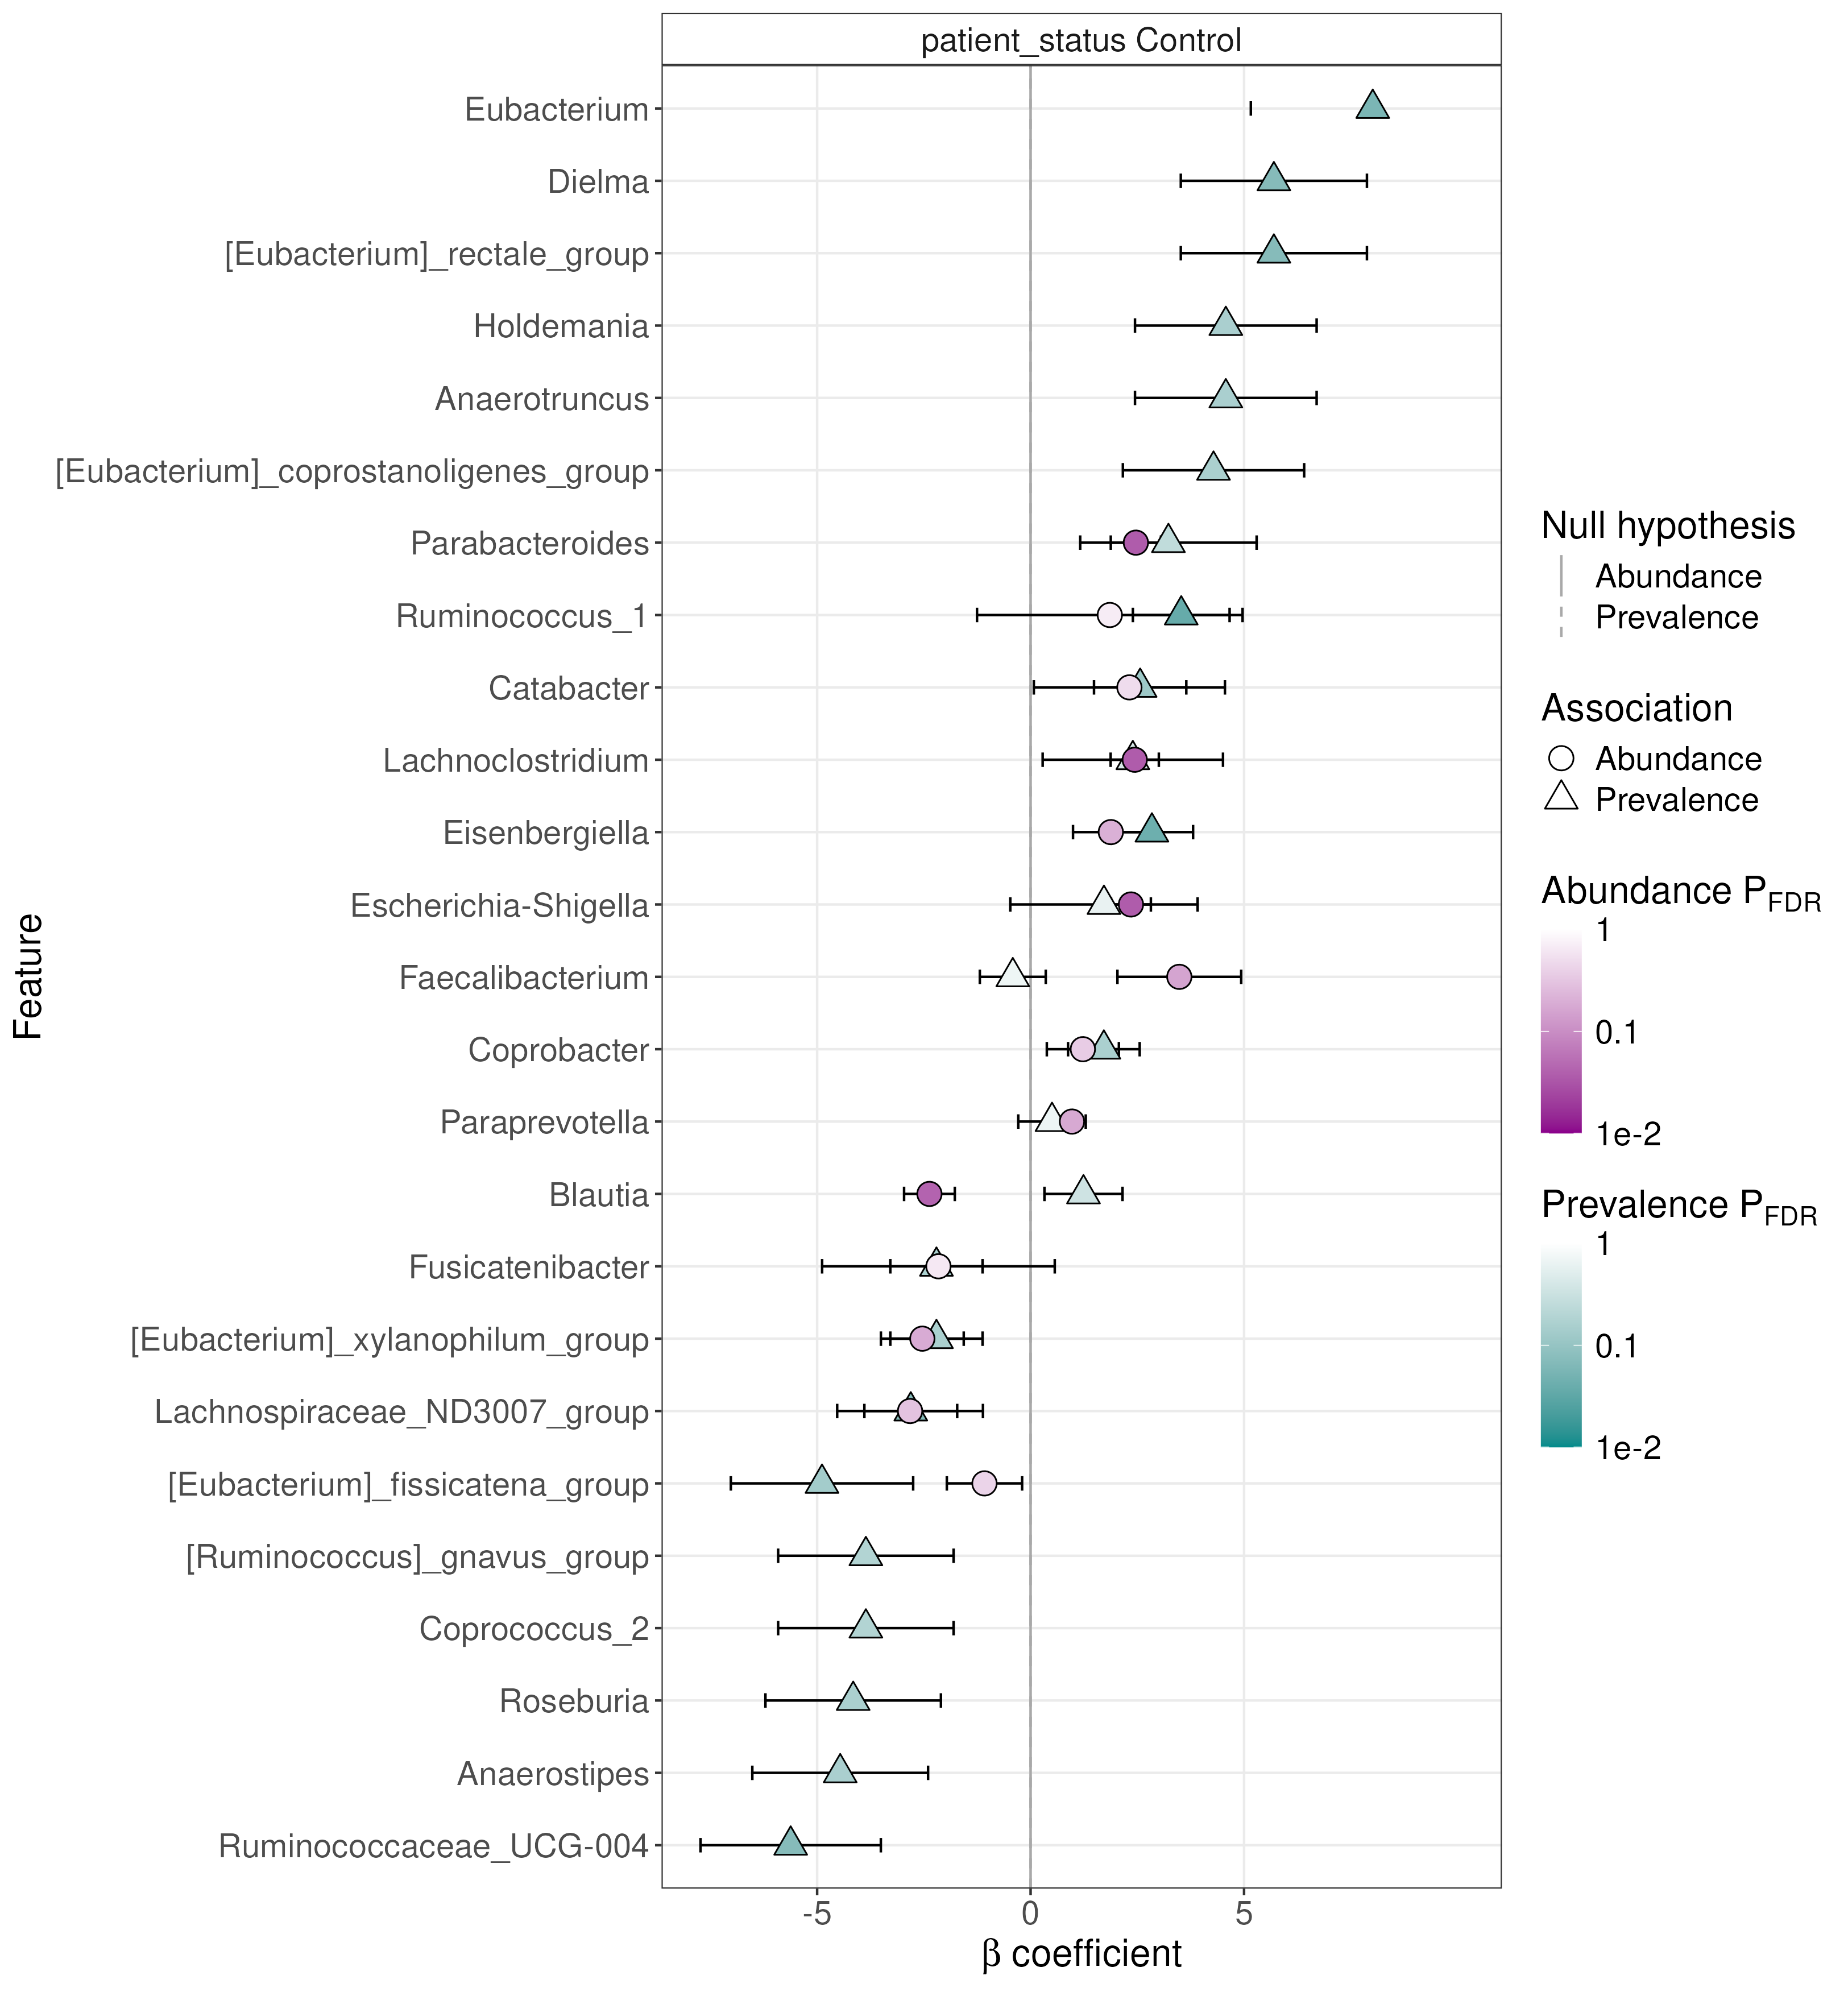 patient_status Control
Eubacterium
Dielma
[Eubacterium]_rectale_group
Holdemania
Anaerotruncus
[Eubacterium]_coprostanoligenes_group
Parabacteroides
Ruminococcus_1
Catabacter
Lachnoclostridium
Eisenbergiella
Escherichia-Shigella
Faecalibacterium
Coprobacter
Paraprevotella
Blautia
Fusicatenibacter
[Eubacterium]_xylanophilum_group
Lachnospiraceae_ND3007_group
[Eubacterium]_fissicatena_group
[Ruminococcus]_gnavus_group
Coprococcus_2
Roseburia
Anaerostipes
Ruminococcaceae_UCG-004
Feature
-5 0 5
β coefficient
Null hypothesis
Abundance
Prevalence
Association
Abundance
Prevalence
Abundance PFDR
1
0.1
1e-2
Prevalence PFDR
1
0.1
1e-2